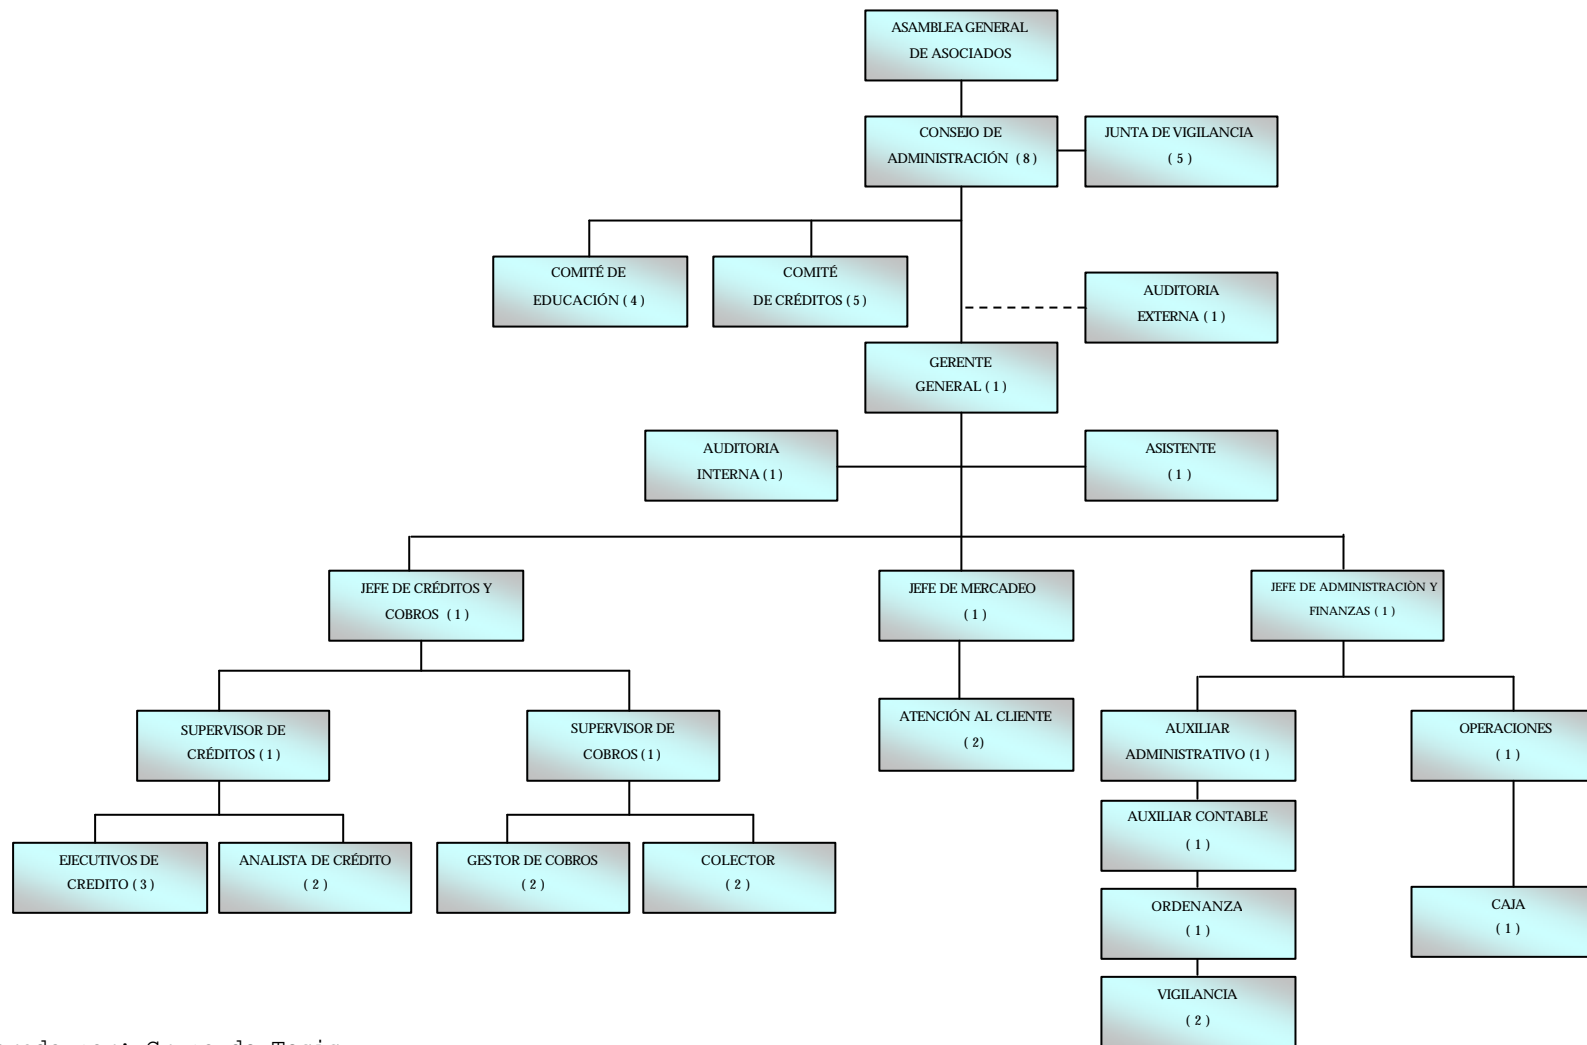 ASAMBLEA GENERAL
DE ASOCIADOS
CONSEJO DE
ADMINISTRACIÓN (8)
JUNTA DE VIGILANCIA
(5)
COMITÉ DE
EDUCACIÓN (4)
COMITÉ
DE CRÉDITOS (5)
AUDITORIA
EXTERNA (1)
GERENTE
GENERAL (1)
AUDITORIA
INTERNA (1)
ASISTENTE
(1)
JEFE DE CRÉDITOS Y
COBROS (1)
JEFE DE MERCADEO
(1)
JEFE DE ADMINISTRACIÒN Y
FINANZAS (1)
SUPERVISOR DE
CRÉDITOS (1)
SUPERVISOR DE
COBROS (1)
ATENCIÓN AL CLIENTE
(2)
AUXILIAR
ADMINISTRATIVO (1)
OPERACIONES
(1)
AUXILIAR CONTABLE
(1)
EJECUTIVOS DE
CREDITO (3)
ANALISTA DE CRÉDITO
(2)
GESTOR DE COBROS
(2)
COLECTOR
(2)
ORDENANZA
(1)
CAJA
(1)
VIGILANCIA
(2)